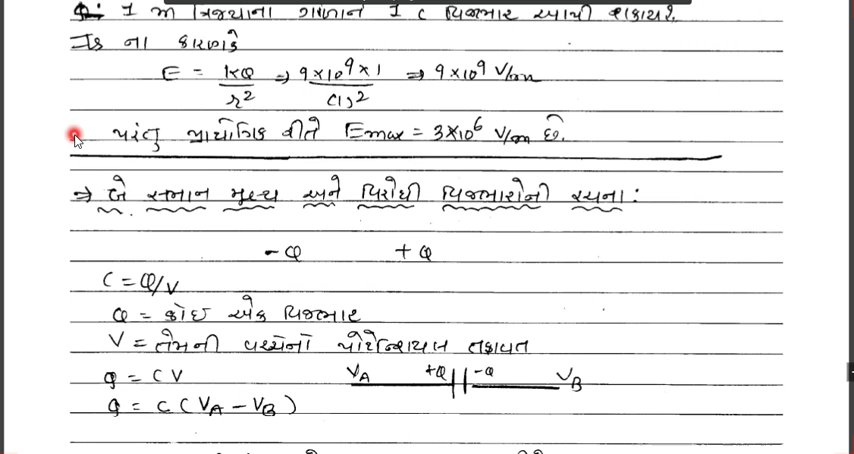 Q: 1 m ત્રિજ્યાના ગોળાને 1 C વિજભાર આપી શકાય?
ના કારણકે
E = KQ/r² ⇒ 9×10⁹×1/(1)² ⇒ 9×10⁹ V/m
પરંતુ પ્રાયોગિક રીતે Emax = 3×10⁶ V/m છે.
⇒ બે સમાન મૂલ્ય અને વિરોધી વિજભારોની રચના:
-Q +Q
C = Q/V
Q = કોઈ એક વિજભાર
V = તેમની વચ્ચેનો પોટેન્શિયલ તફાવત
q = CV VA +Q -Q VB
q = C (VA - VB)